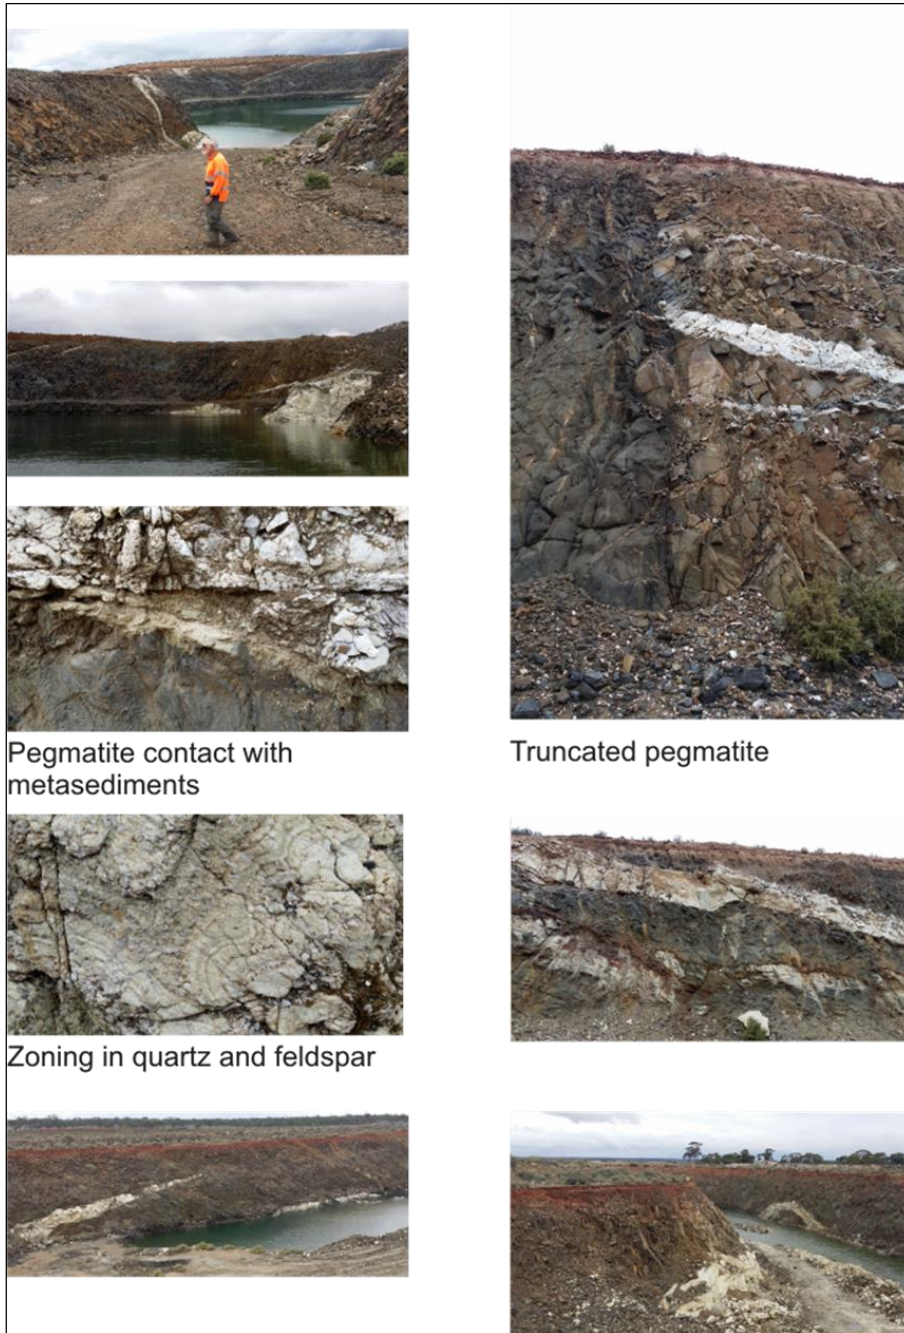 Pegmatite contact with
metasediments
Truncated pegmatite
Zoning in quartz and feldspar